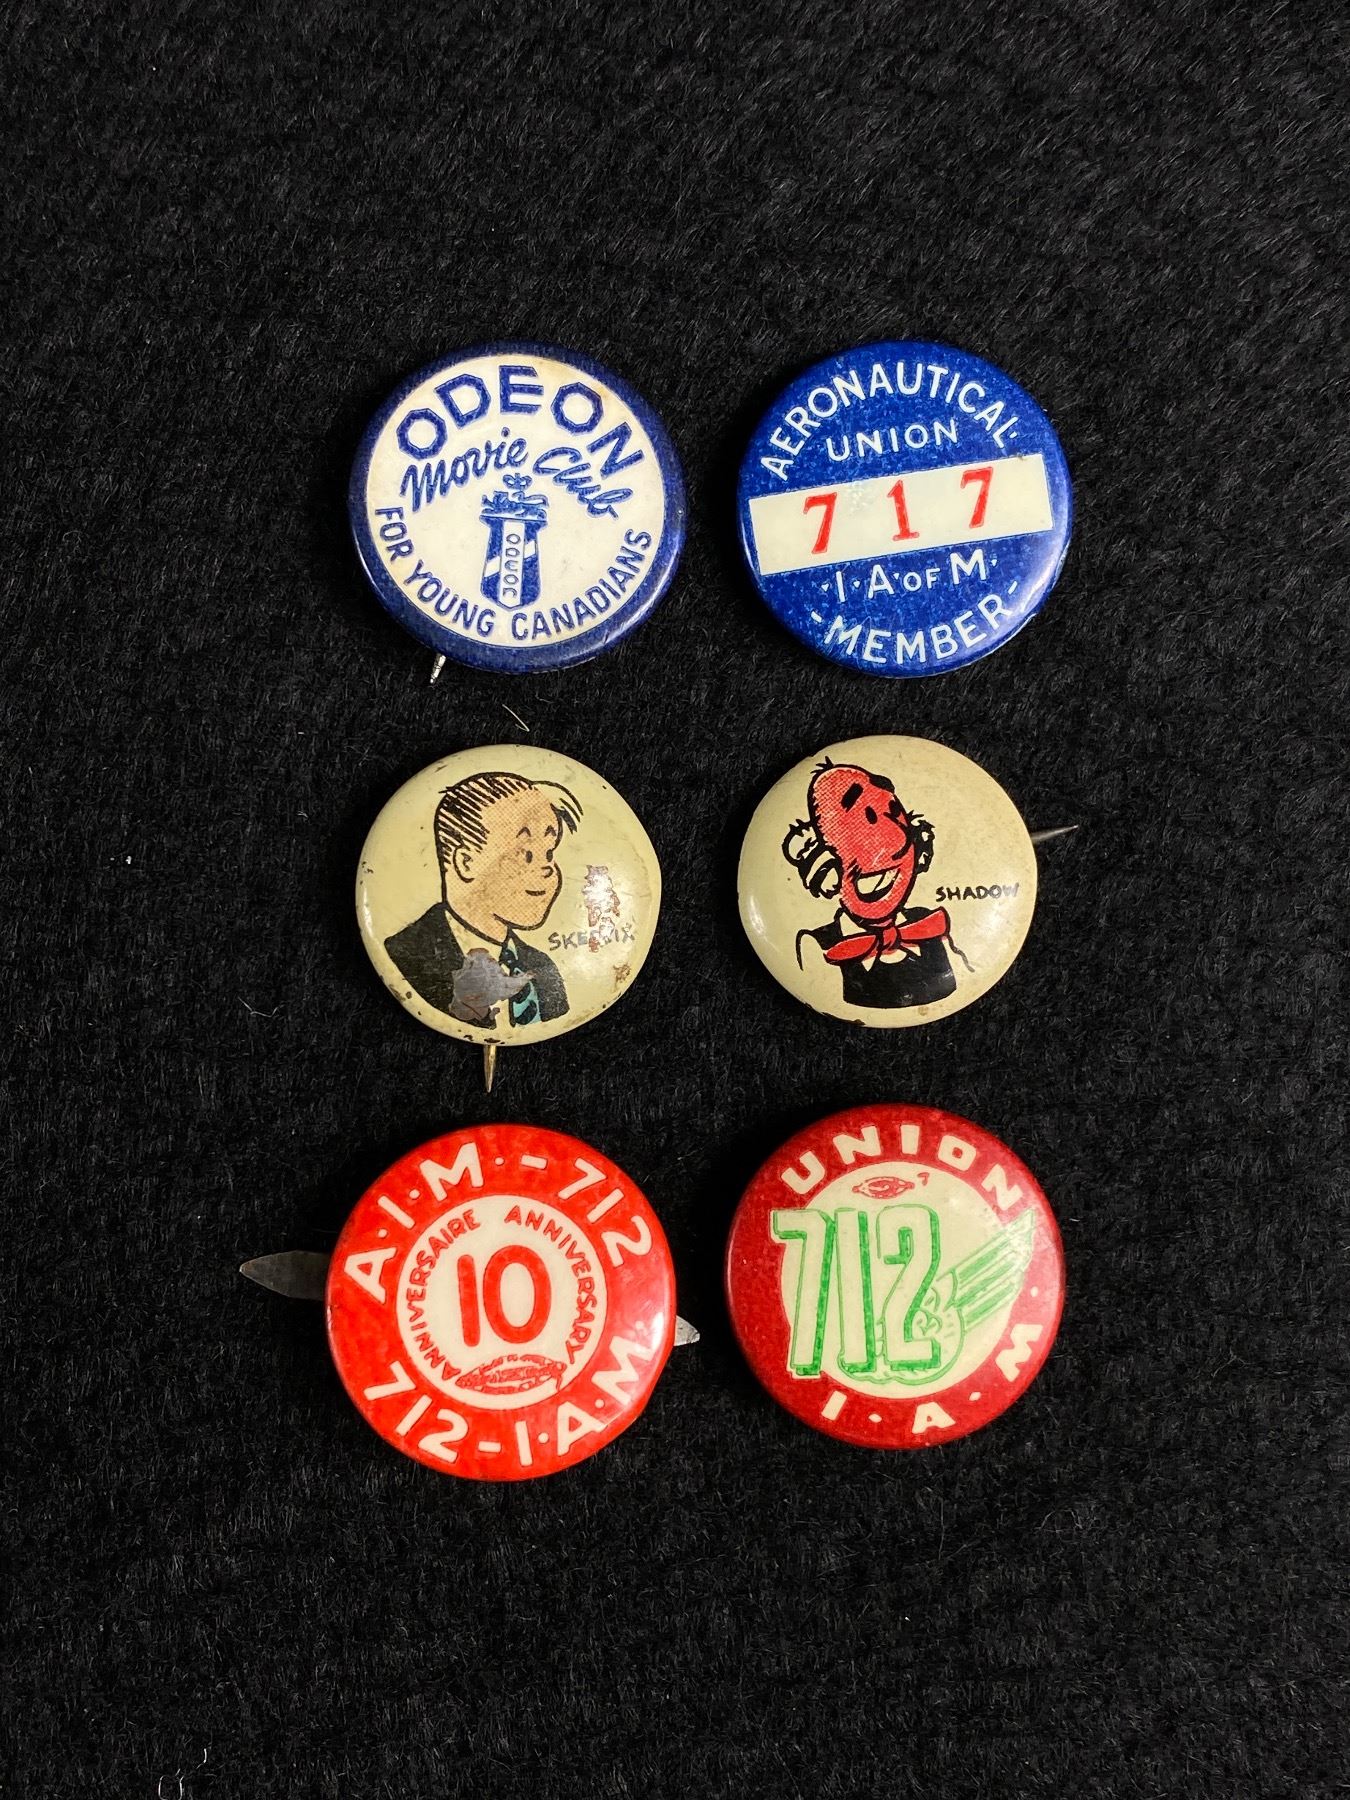 ODEON
Movie Club
ODEON
FOR YOUNG CANADIANS
AERONAUTICAL
UNION
717
·I·A·OF M·
-MEMBER-
SHADOW
A·I·M·-712
ANNIVERSAIRE ANNIVERSARY
10
712-I·A·M·
UNION
712
I·A·M·